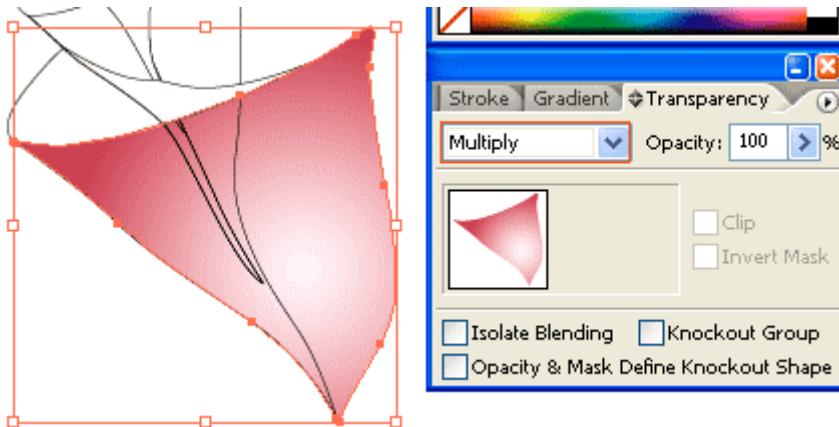 Stroke Gradient Transparency
Multiply Opacity: 100 %
Clip
Invert Mask
Isolate Blending Knockout Group
Opacity & Mask Define Knockout Shape